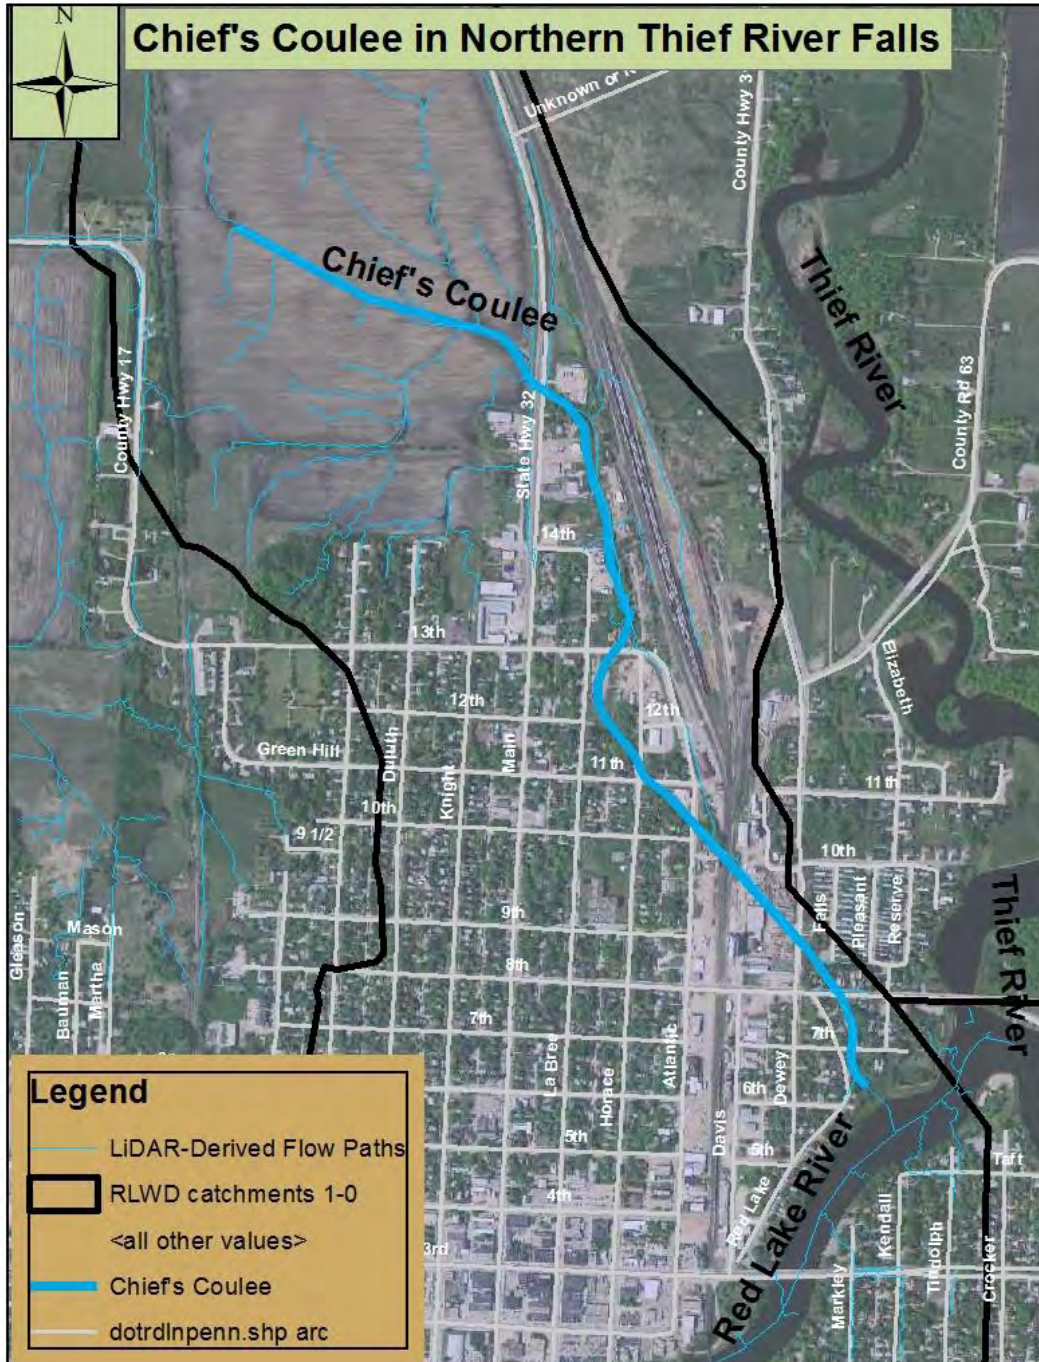 N
Chief's Coulee in Northern Thief River Falls
County Hwy 3
Chief's Coulee
Thief River
County Hwy 17
State Hwy 32
County Rd 63
14th
13th
Elizabeth
12th
12th
Green Hill
Duluth
Knight
Main
11th
11th
10th
9 1/2
10th
9th
Falls
Pleasant
Reserve
Thief River
Gleason
Mason
Bauman
Martha
8th
7th
7th
La Bree
Horace
Atlantic
Davis
Dewey
6th
5th
5th
4th
3rd
Red Lake
Red Lake River
Taft
Kendall
Markley
Tindolph
Crocker
Legend
LiDAR-Derived Flow Paths
RLWD catchments 1-0
<all other values>
Chief's Coulee
dotrdlnpenn.shp arc